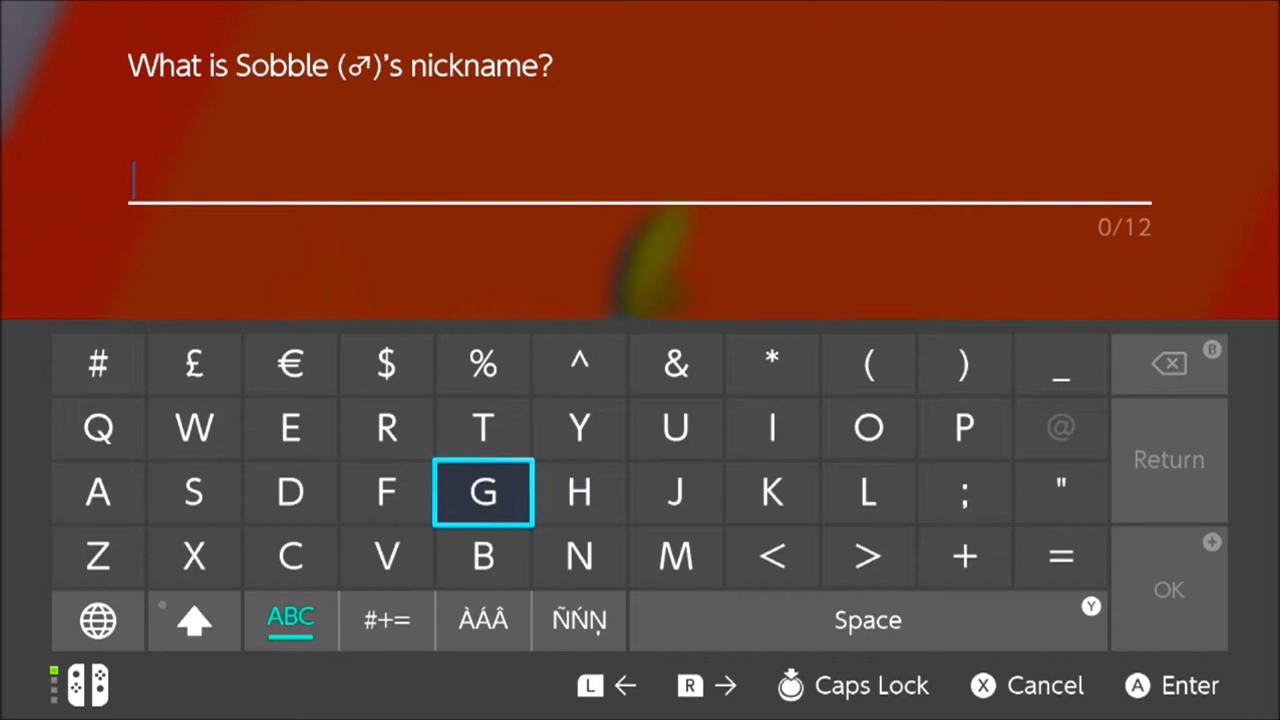 What is Sobble (♂)'s nickname?
0/12
# £ € $ % ^ & * ( ) _ B
Q W E R T Y U I O P @ Return
A S D F G H J K L ; "
Z X C V B N M < > + = + OK
ABC #+= ÀÁÂ ÑŃŅ Space Y
L ← R → Caps Lock X Cancel A Enter